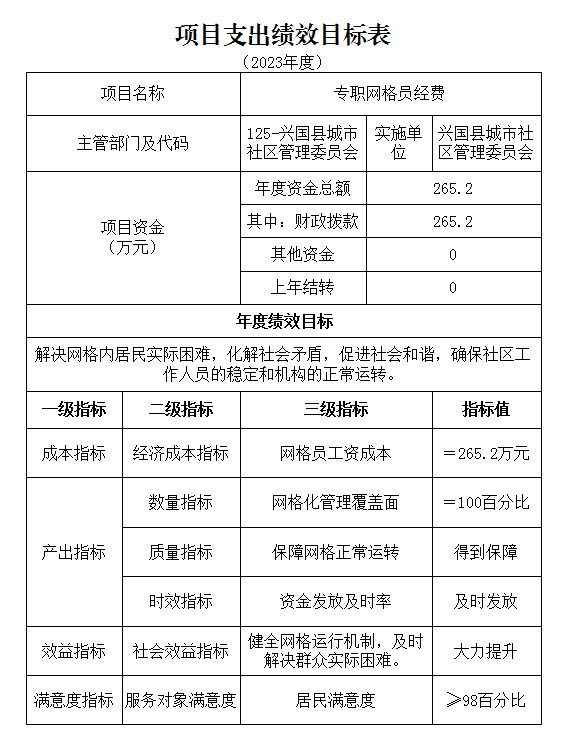 项目支出绩效目标表
（2023年度）
项目名称 专职网格员经费
主管部门及代码 125-兴国县城市 实施单 兴国县城市社
社区管理委员会 位 区管理委员会
项目资金
（万元）
年度资金总额 265.2
其中：财政拨款 265.2
其他资金 0
上年结转 0
年度绩效目标
解决网格内居民实际困难，化解社会矛盾，促进社会和谐，确保社区工
作人员的稳定和机构的正常运转。
一级指标 二级指标 三级指标 指标值
成本指标 经济成本指标 网格员工资成本 ＝265.2万元
产出指标 数量指标 网格化管理覆盖面 ＝100百分比
质量指标 保障网格正常运转 得到保障
时效指标 资金发放及时率 及时发放
效益指标 社会效益指标 健全网格运行机制，及时 大力提升
解决群众实际困难。
满意度指标 服务对象满意度 居民满意度 ≥98百分比